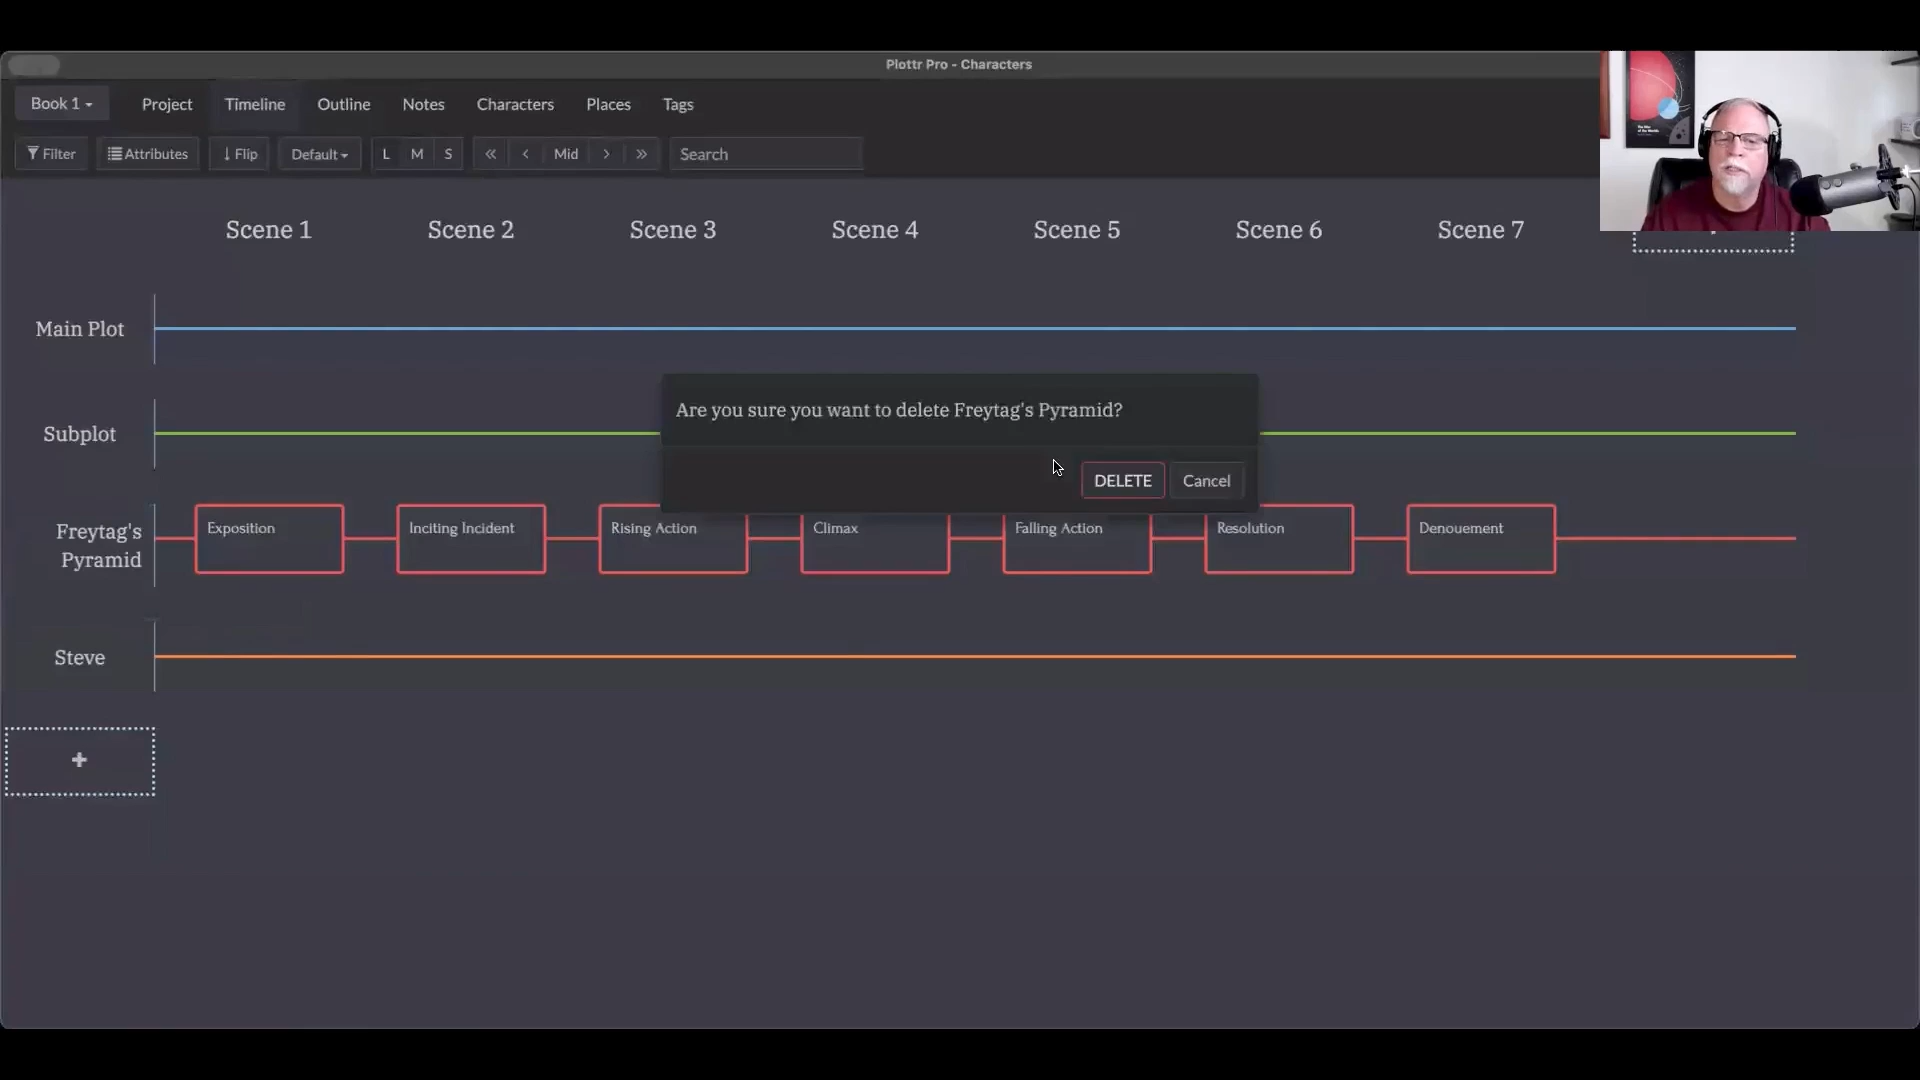 Plottr Pro - Characters
Book 1
Project
Timeline
Outline
Notes
Characters
Places
Tags
Filter
Attributes
Flip
Default
L
M
S
Mid
Search
Scene 1
Scene 2
Scene 3
Scene 4
Scene 5
Scene 6
Scene 7
Main Plot
Are you sure you want to delete Freytag's Pyramid?
Subplot
DELETE
Cancel
Freytag's
Pyramid
Exposition
Inciting Incident
Rising Action
Climax
Falling Action
Resolution
Denouement
Steve
+